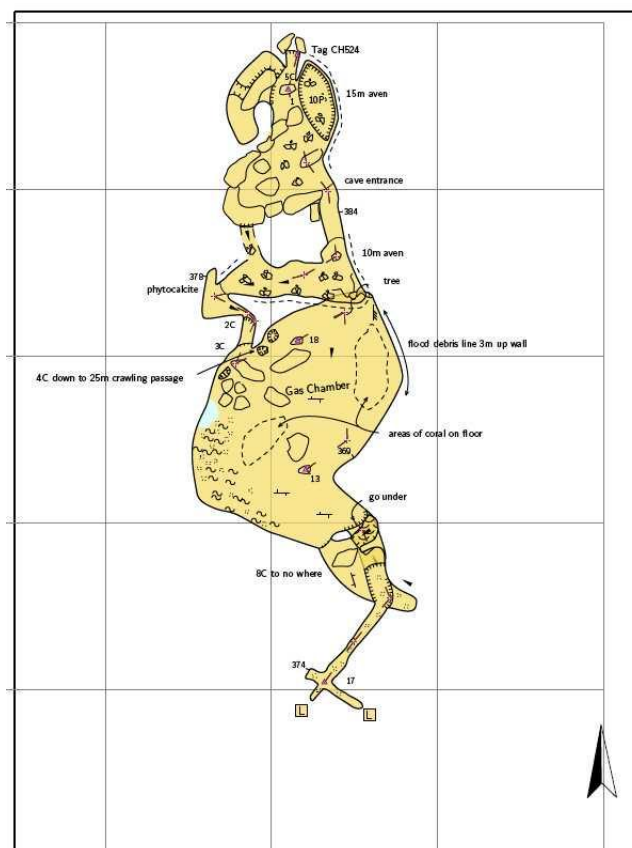 Tag CH524
5C
1
10P
15m aven
cave entrance
384
10m aven
378
tree
phytocalcite
2C
18
flood debris line 3m up wall
3C
4C down to 25m crawling passage
Gas Chamber
areas of coral on floor
369
13
go under
8C to no where
374
17
L
L